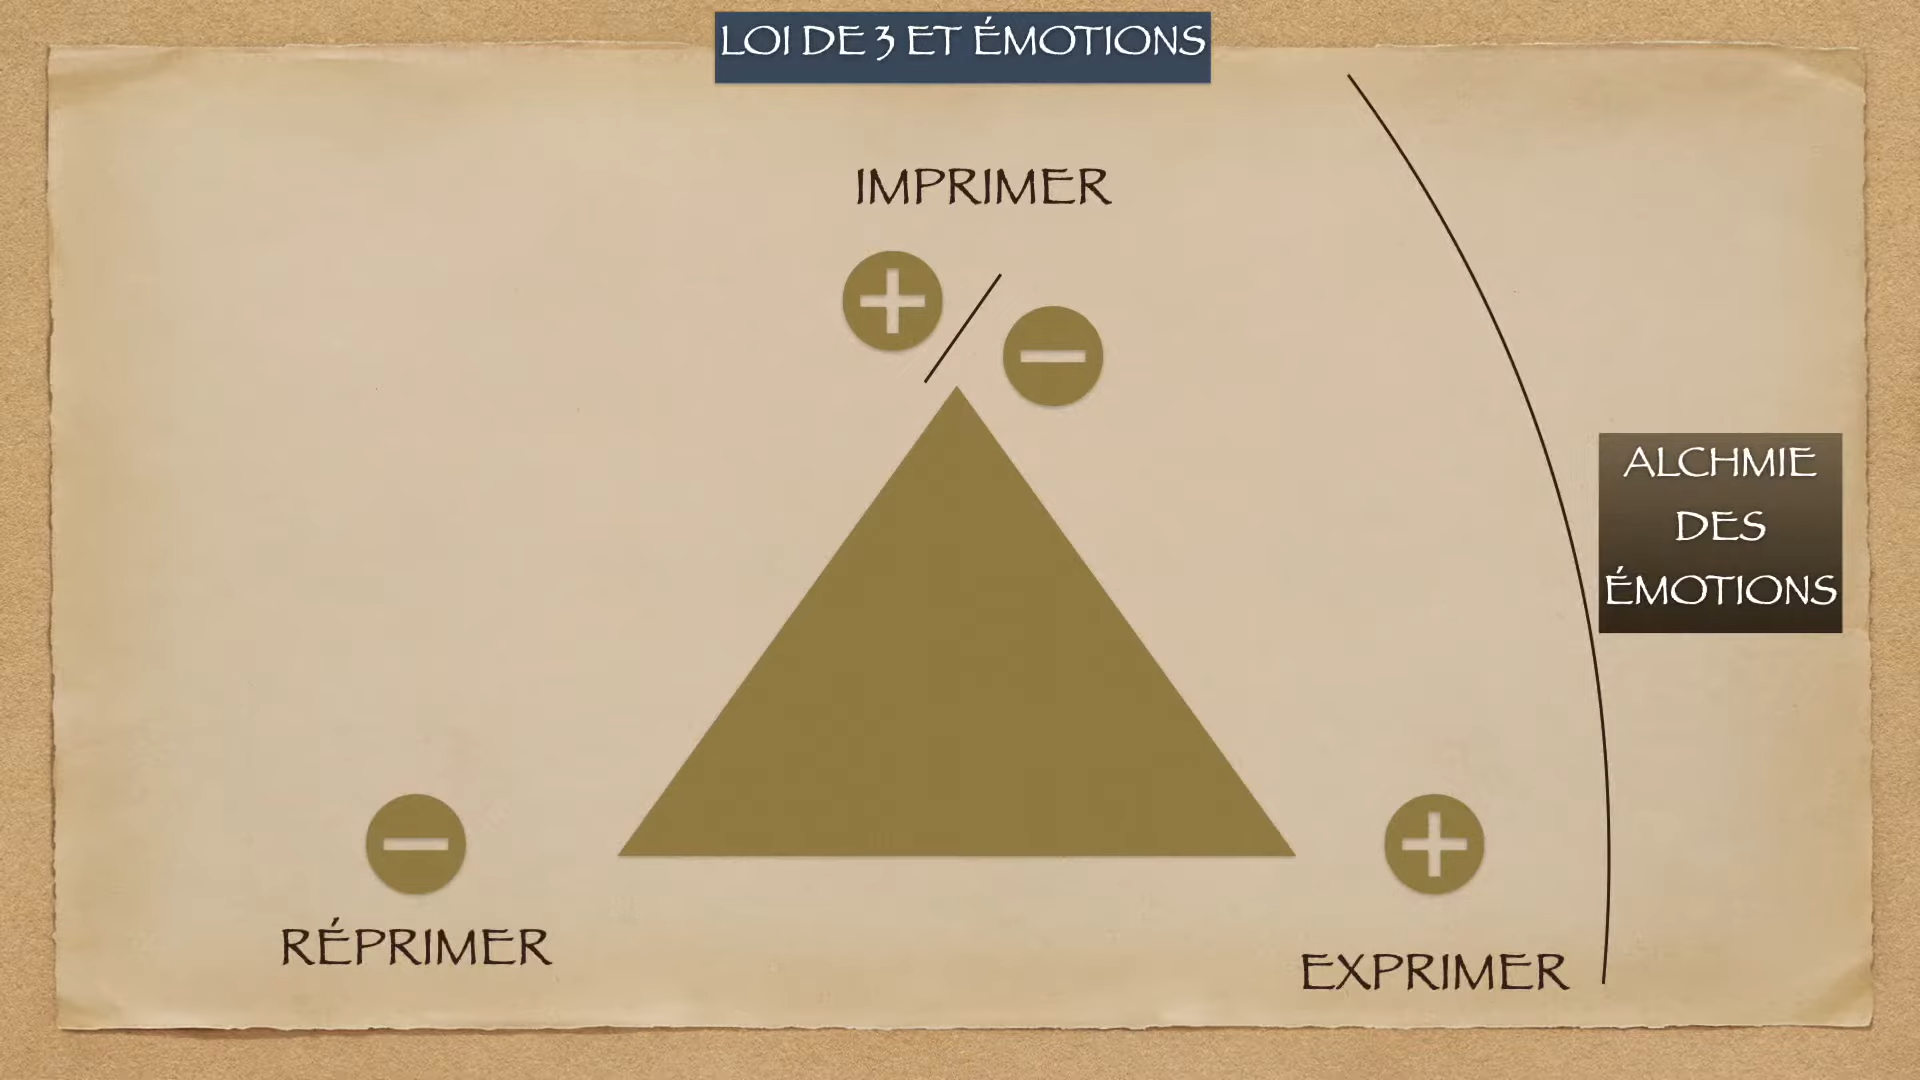 LOI DE 3 ET ÉMOTIONS
IMPRIMER
ALCHMIE
DES
ÉMOTIONS
RÉPRIMER
EXPRIMER